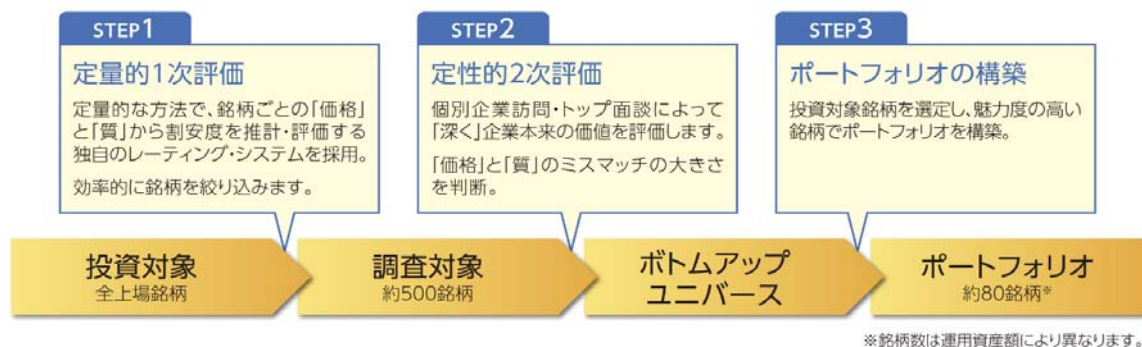 STEP1
定量的1次評価
定量的な方法で、銘柄ごとの「価格」
と「質」から割安度を推計・評価する
独自のレーティング・システムを採用。
効率的に銘柄を絞り込みます。
STEP2
定性的2次評価
個別企業訪問・トップ面談によって
「深く」企業本来の価値を評価します。
「価格」と「質」のミスマッチの大きさ
を判断。
STEP3
ポートフォリオの構築
投資対象銘柄を選定し、魅力度の高い
銘柄でポートフォリオを構築。
投資対象
全上場銘柄
調査対象
約500銘柄
ボトムアップ
ユニバース
ポートフォリオ
約80銘柄※
※銘柄数は運用資産額により異なります。